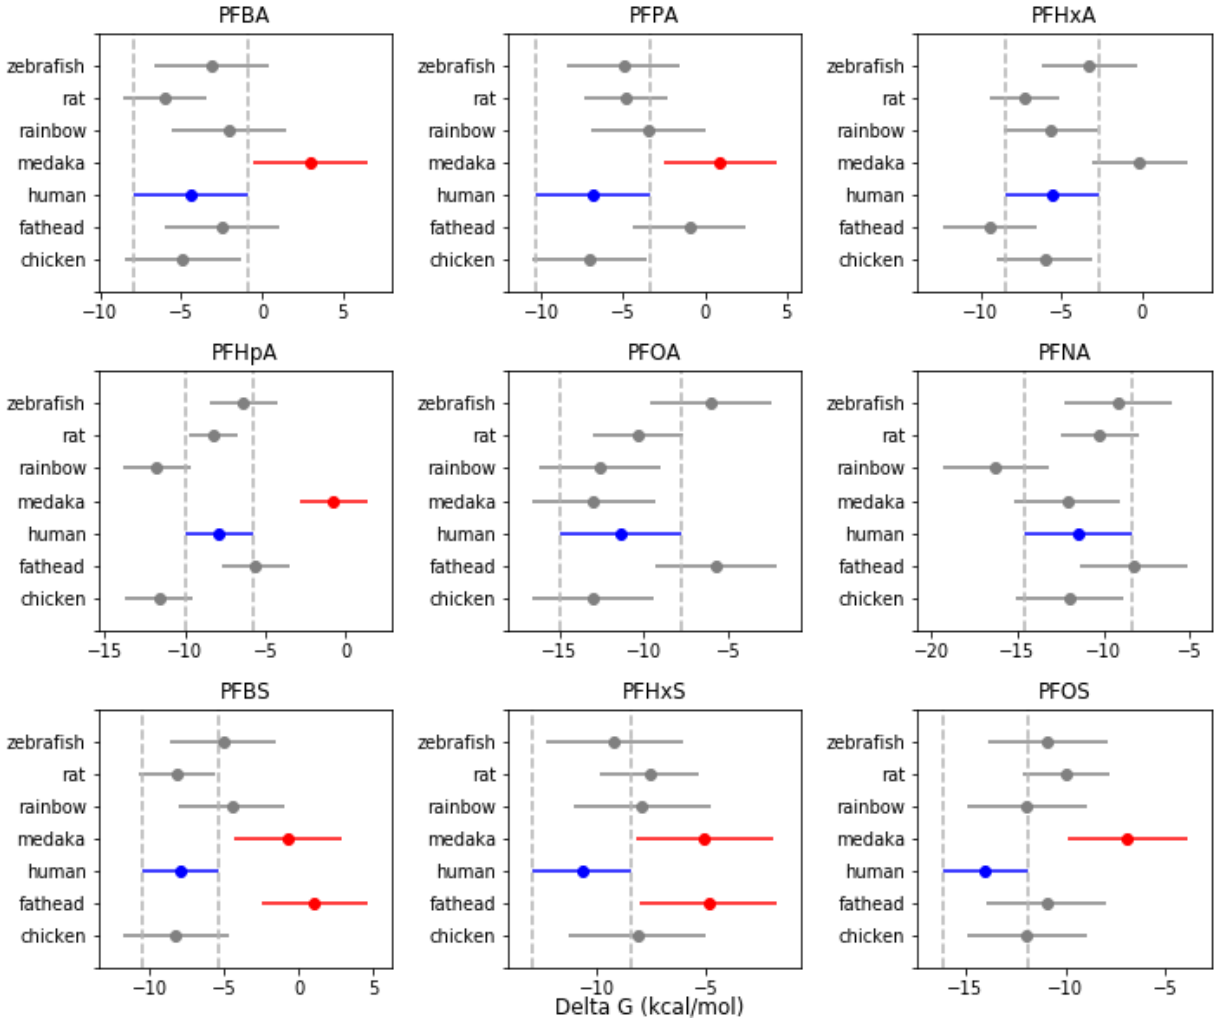 PFBA
zebrafish
rat
rainbow
medaka
human
fathead
chicken
−10 −5 0 5
PFPA
zebrafish
rat
rainbow
medaka
human
fathead
chicken
−10 −5 0 5
PFHxA
zebrafish
rat
rainbow
medaka
human
fathead
chicken
−10 −5 0
PFHpA
zebrafish
rat
rainbow
medaka
human
fathead
chicken
−15 −10 −5 0
PFOA
zebrafish
rat
rainbow
medaka
human
fathead
chicken
−15 −10 −5
PFNA
zebrafish
rat
rainbow
medaka
human
fathead
chicken
−20 −15 −10 −5
PFBS
zebrafish
rat
rainbow
medaka
human
fathead
chicken
−10 −5 0 5
PFHxS
zebrafish
rat
rainbow
medaka
human
fathead
chicken
−10 −5
Delta G (kcal/mol)
PFOS
zebrafish
rat
rainbow
medaka
human
fathead
chicken
−15 −10 −5